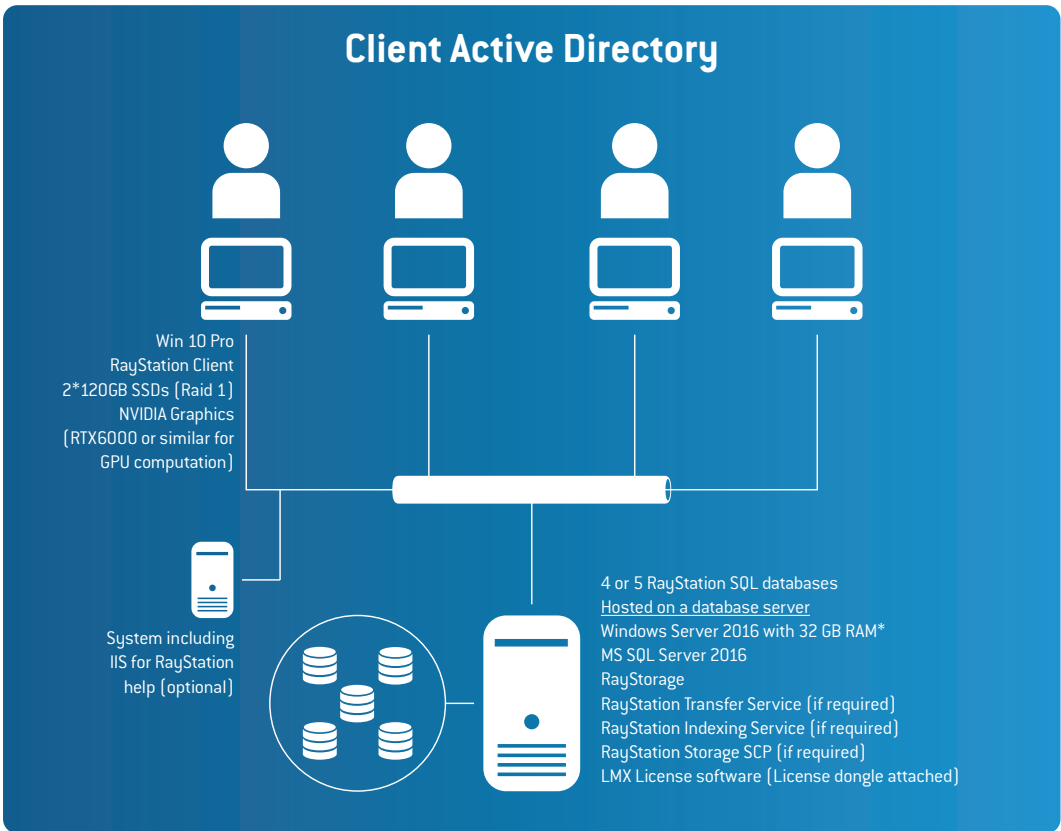 Client Active Directory
Win 10 Pro
RayStation Client
2*120GB SSDs (Raid 1)
NVIDIA Graphics
(RTX6000 or similar for
GPU computation)
System including
IIS for RayStation
help (optional)
4 or 5 RayStation SQL databases
Hosted on a database server
Windows Server 2016 with 32 GB RAM*
MS SQL Server 2016
RayStorage
RayStation Transfer Service (if required)
RayStation Indexing Service (if required)
RayStation Storage SCP (if required)
LMX License software (License dongle attached)